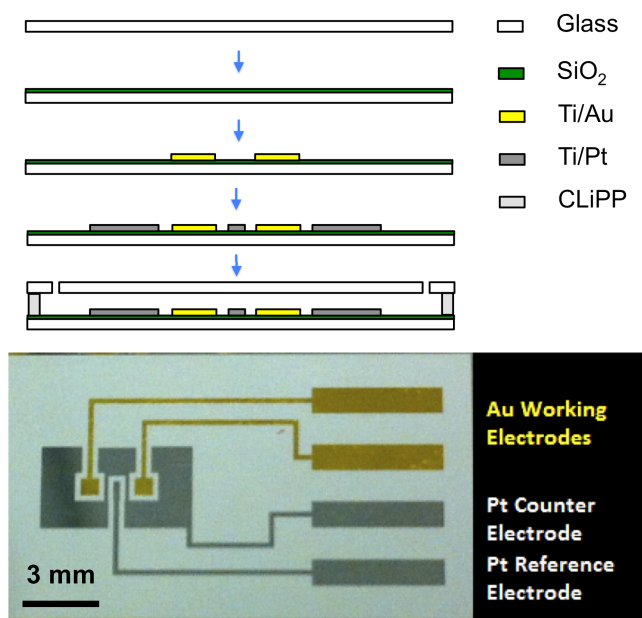 Glass
SiO2
Ti/Au
Ti/Pt
CLiPP
Au Working
Electrodes
Pt Counter
Electrode
Pt Reference
Electrode
3 mm